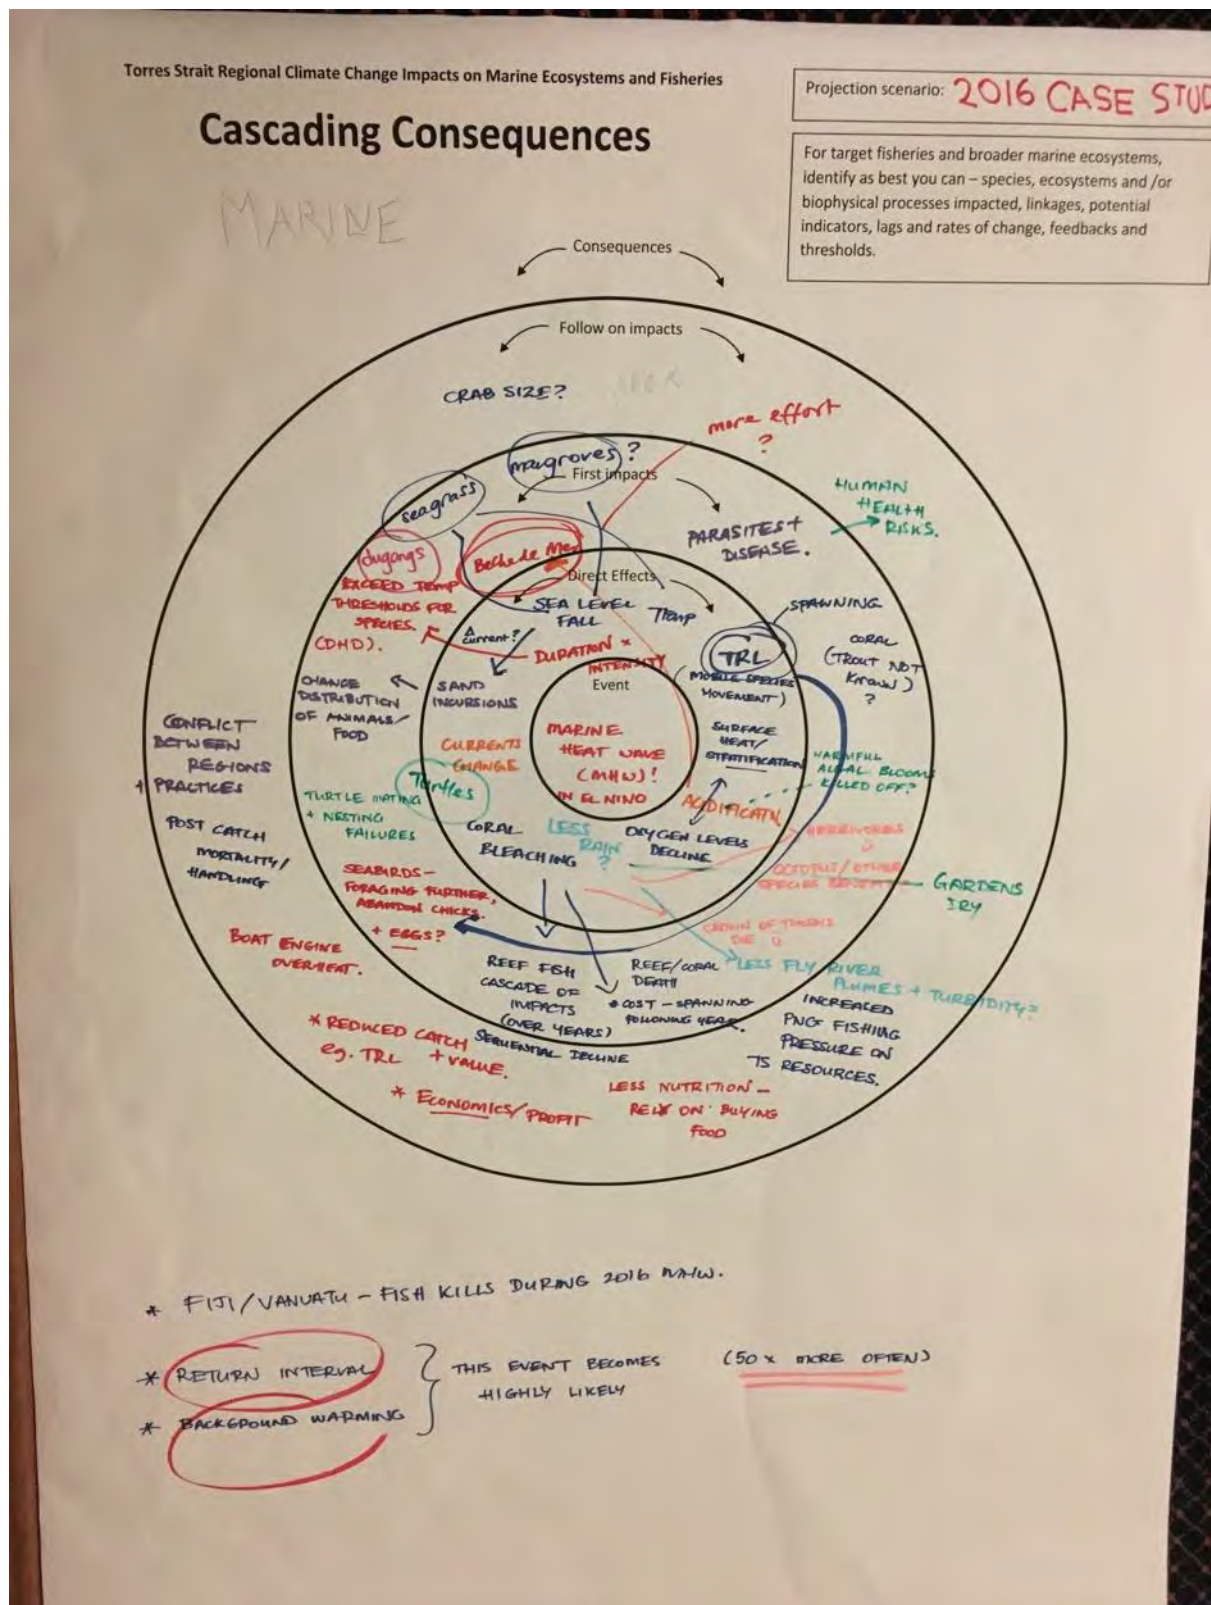 Torres Strait Regional Climate Change Impacts on Marine Ecosystems and Fisheries
Cascading Consequences
MARINE
Projection scenario: 2016 CASE STUD
For target fisheries and broader marine ecosystems,
identify as best you can – species, ecosystems and /or
biophysical processes impacted, linkages, potential
indicators, lags and rates of change, feedbacks and
thresholds.
Consequences
Follow on impacts
CRAB SIZE?
more effort
?
mangroves?
First impacts
seagrass
HUMAN
HEALTH
RISKS.
PARASITES +
DISEASE.
dugongs
Beche de Mer
EXCEED TEMP
THRESHOLDS FOR
SPECIES.
(DHD).
Direct Effects
SEA LEVEL
FALL
Temp
SPAWNING
Δ
current?
DURATION ×
INTENSITY
TRL
(MOBILE SPECIES
MOVEMENT)
CORAL
(TROUT NOT
KNOWN)
?
Event
CHANGE
DISTRIBUTION
OF ANIMALS/
FOOD
SAND
INCURSIONS
MARINE
HEAT WAVE
(MHW)!
IN EL NINO
SURFACE
HEAT/
STRATIFICATION
CONFLICT
BETWEEN
REGIONS
+ PRACTICES
CURRENTS
CHANGE
Turtles
HARMFUL
ALGAL BLOOMS
KILLED OFF?
TURTLE MATING
+ NESTING
FAILURES
ACIDIFICATN
POST CATCH
MORTALITY/
HANDLING
CORAL
BLEACHING
LESS
RAIN
?
OXYGEN LEVELS
DECLINE
HERBIVORES
OCTOPUS/OTHER
SPECIES BENEFIT
GARDENS
DRY
SEABIRDS –
FORAGING FURTHER,
ABANDON CHICKS.
+ EGGS?
CROWN OF THORNS
DIE
BOAT ENGINE
OVERHEAT.
REEF FISH
CASCADE OF
IMPACTS
(OVER YEARS)
SEQUENTIAL DECLINE
REEF/CORAL
DEATH
* COST – SPANNING
FOLLOWING YEAR.
LESS FLY RIVER
PLUMES + TURBIDITY?
INCREASED
PNG FISHING
PRESSURE ON
TS RESOURCES.
* REDUCED CATCH
eg. TRL + VALUE.
* ECONOMICS/PROFIT
LESS NUTRITION –
RELY ON BUYING
FOOD
* FIJI/VANUATU – FISH KILLS DURING 2016 MHW.
* RETURN INTERVAL
* BACKGROUND WARMING
THIS EVENT BECOMES
HIGHLY LIKELY
(50 x MORE OFTEN)